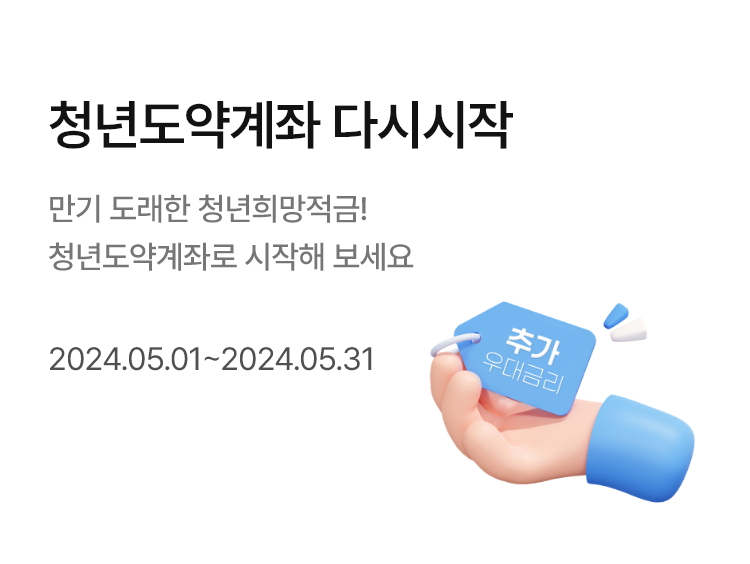 청년도약계좌 다시시작
만기 도래한 청년희망적금!
청년도약계좌로 시작해 보세요
2024.05.01~2024.05.31
추가
우대금리